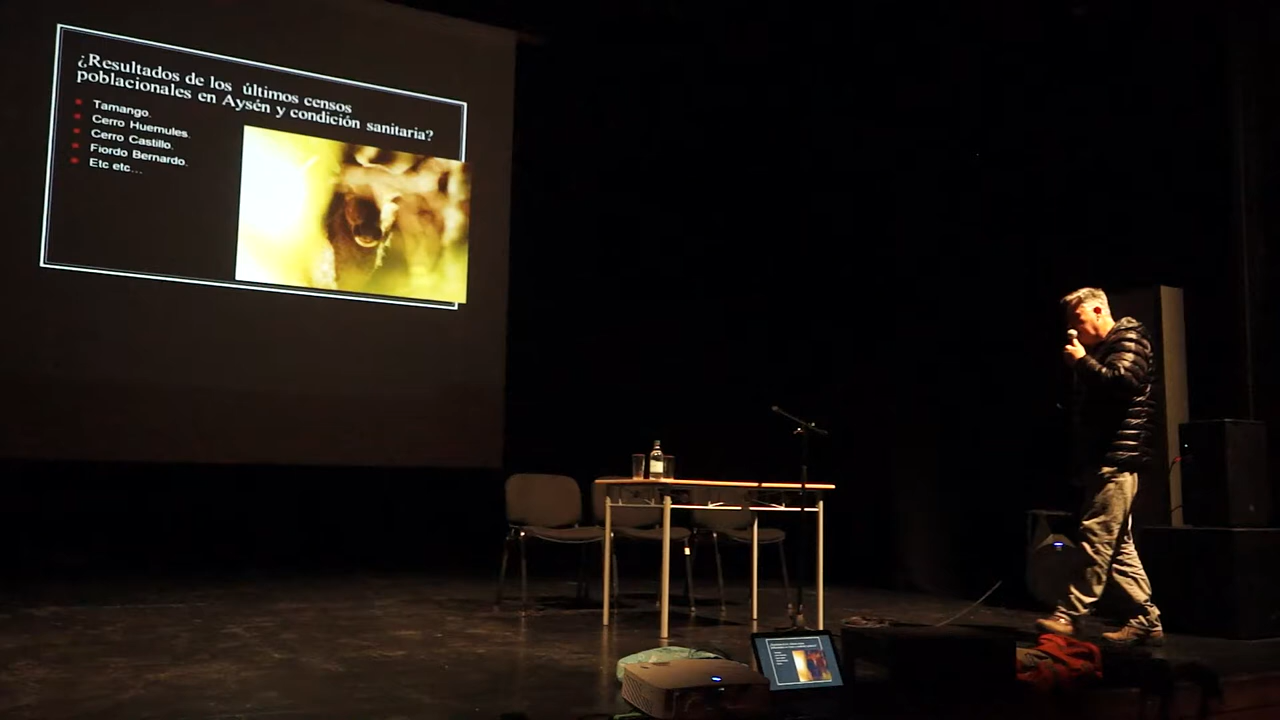 ¿Resultados de los últimos censos
poblacionales en Aysén y condición sanitaria?
Tamango.
Cerro Huemules.
Cerro Castillo.
Fiordo Bernardo.
Etc etc...